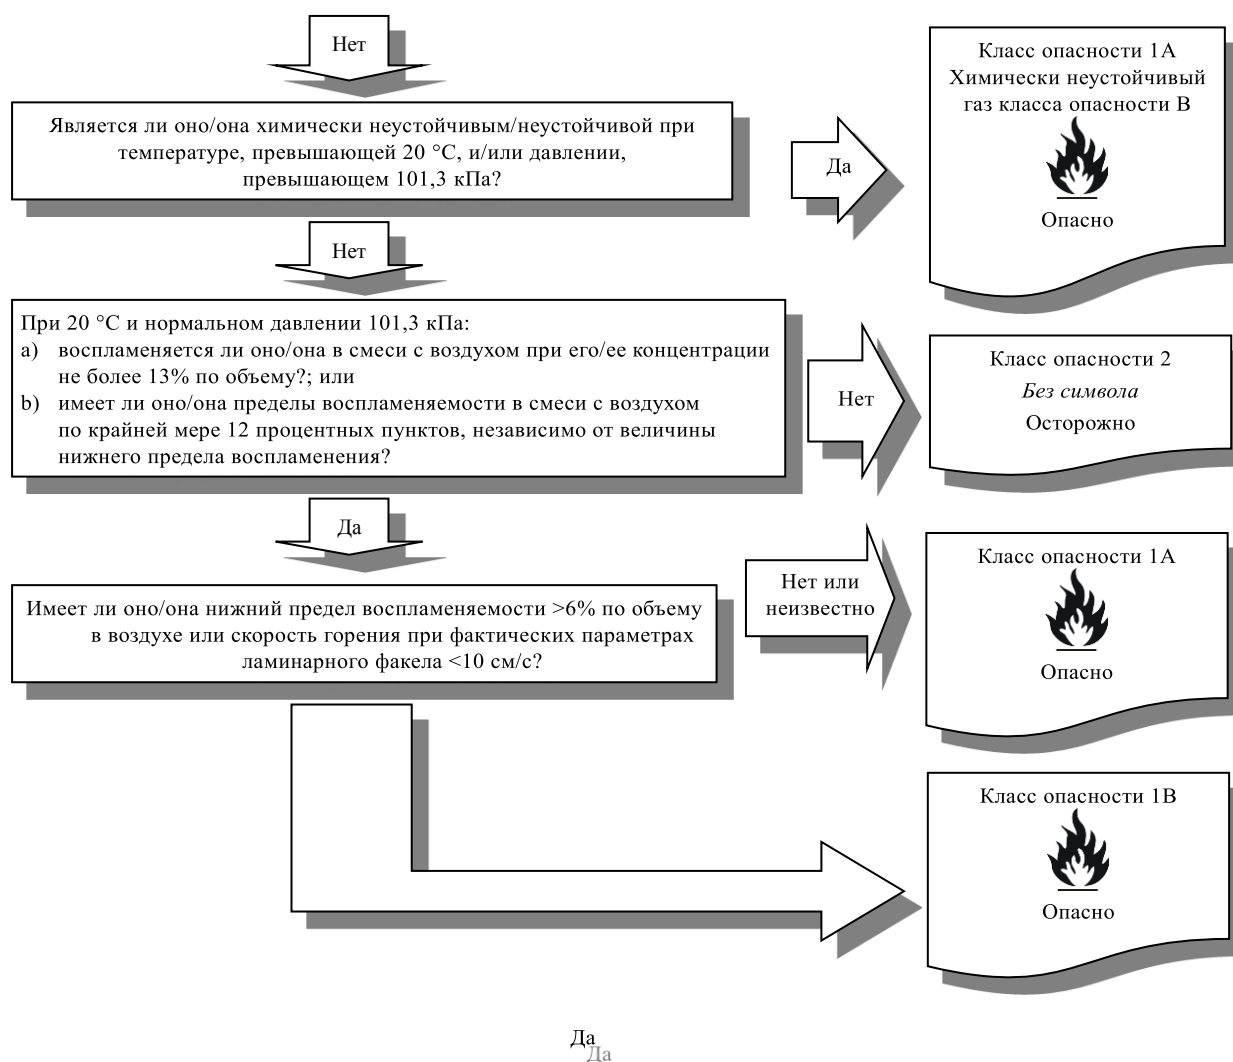 Нет
Является ли оно/она химически неустойчивым/неустойчивой при
температуре, превышающей 20 °C, и/или давлении,
превышающем 101,3 кПа?
Да
Класс опасности 1A
Химически неустойчивый
газ класса опасности B
Опасно
Нет
При 20 °C и нормальном давлении 101,3 кПа:
a) воспламеняется ли оно/она в смеси с воздухом при его/ее концентрации
не более 13% по объему?; или
b) имеет ли оно/она пределы воспламеняемости в смеси с воздухом
по крайней мере 12 процентных пунктов, независимо от величины
нижнего предела воспламенения?
Нет
Класс опасности 2
Без символа
Осторожно
Да
Имеет ли оно/она нижний предел воспламеняемости >6% по объему
в воздухе или скорость горения при фактических параметрах
ламинарного факела <10 см/с?
Нет или
неизвестно
Класс опасности 1A
Опасно
Класс опасности 1B
Опасно
Да
Да